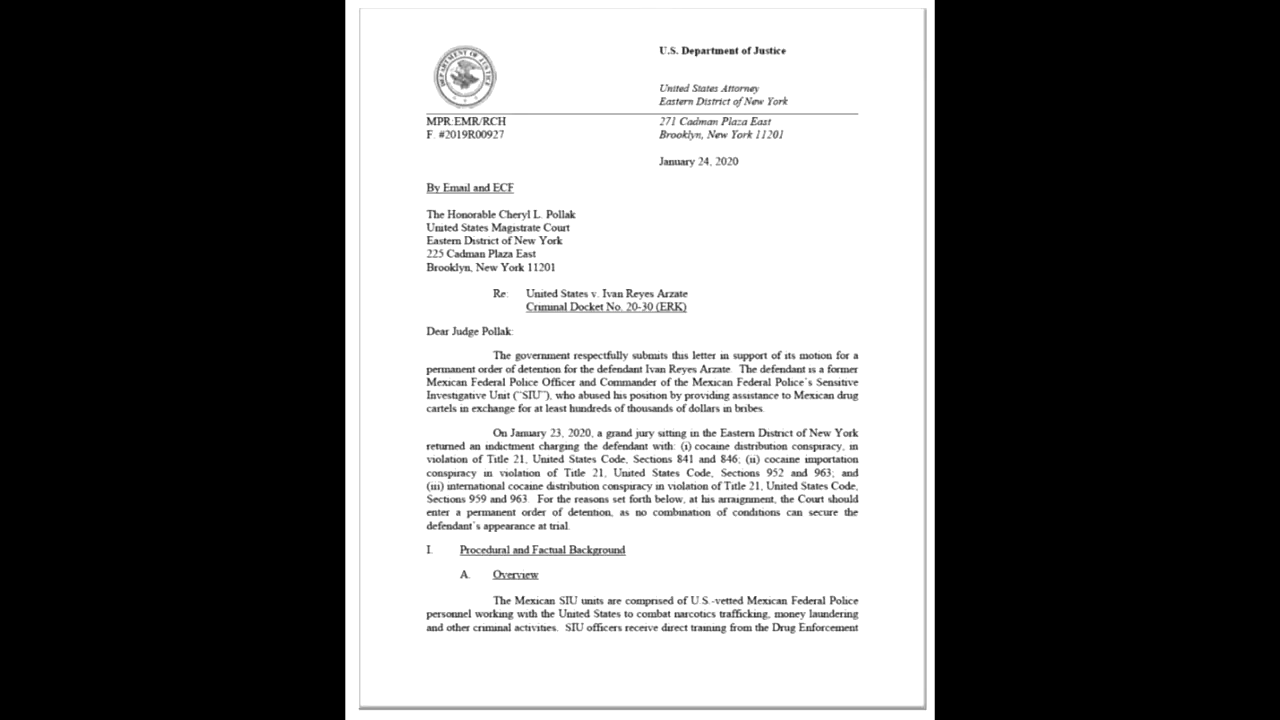 DEPARTMENT OF JUSTICE
U.S. Department of Justice
United States Attorney
Eastern District of New York
MPR:EMR/RCH
F. #2019R00927
271 Cadman Plaza East
Brooklyn, New York 11201
January 24, 2020
By Email and ECF
The Honorable Cheryl L. Pollak
United States Magistrate Court
Eastern District of New York
225 Cadman Plaza East
Brooklyn, New York 11201
Re: United States v. Ivan Reyes Arzate
Criminal Docket No. 20-30 (ERK)
Dear Judge Pollak:
The government respectfully submits this letter in support of its motion for a
permanent order of detention for the defendant Ivan Reyes Arzate. The defendant is a former
Mexican Federal Police Officer and Commander of the Mexican Federal Police's Sensitive
Investigative Unit ("SIU"), who abused his position by providing assistance to Mexican drug
cartels in exchange for at least hundreds of thousands of dollars in bribes.
On January 23, 2020, a grand jury sitting in the Eastern District of New York
returned an indictment charging the defendant with: (i) cocaine distribution conspiracy, in
violation of Title 21, United States Code, Sections 841 and 846; (ii) cocaine importation
conspiracy in violation of Title 21, United States Code, Sections 952 and 963; and
(iii) international cocaine distribution conspiracy in violation of Title 21, United States Code,
Sections 959 and 963. For the reasons set forth below, at his arraignment, the Court should
enter a permanent order of detention, as no combination of conditions can secure the
defendant's appearance at trial.
I. Procedural and Factual Background
A. Overview
The Mexican SIU units are comprised of U.S.-vetted Mexican Federal Police
personnel working with the United States to combat narcotics trafficking, money laundering
and other criminal activities. SIU officers receive direct training from the Drug Enforcement